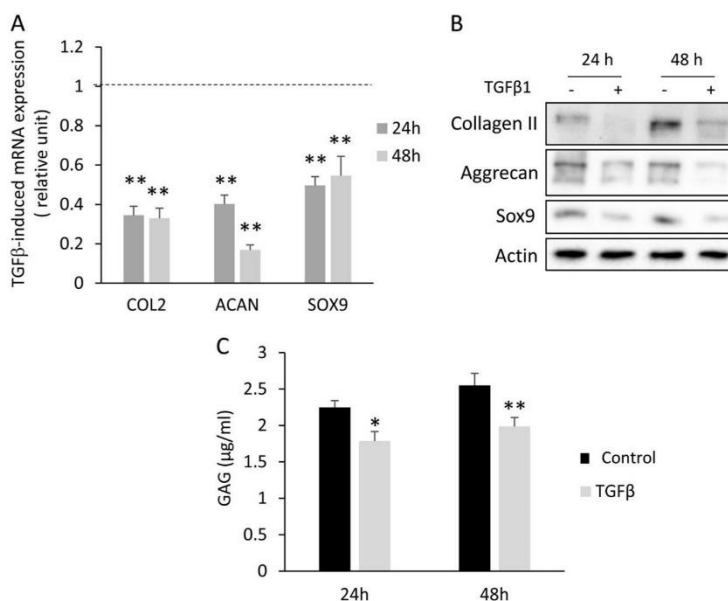 A
TGFβ-induced mRNA expression
( relative unit)
1.2
1
0.8
0.6
0.4
0.2
0
** ** ** ** ** **
24h
48h
COL2 ACAN SOX9
B
24 h 48 h
TGFβ1 - + - +
Collagen II
Aggrecan
Sox9
Actin
C
GAG (µg/ml)
3
2.5
2
1.5
1
0.5
0
* **
Control
TGFβ
24h 48h